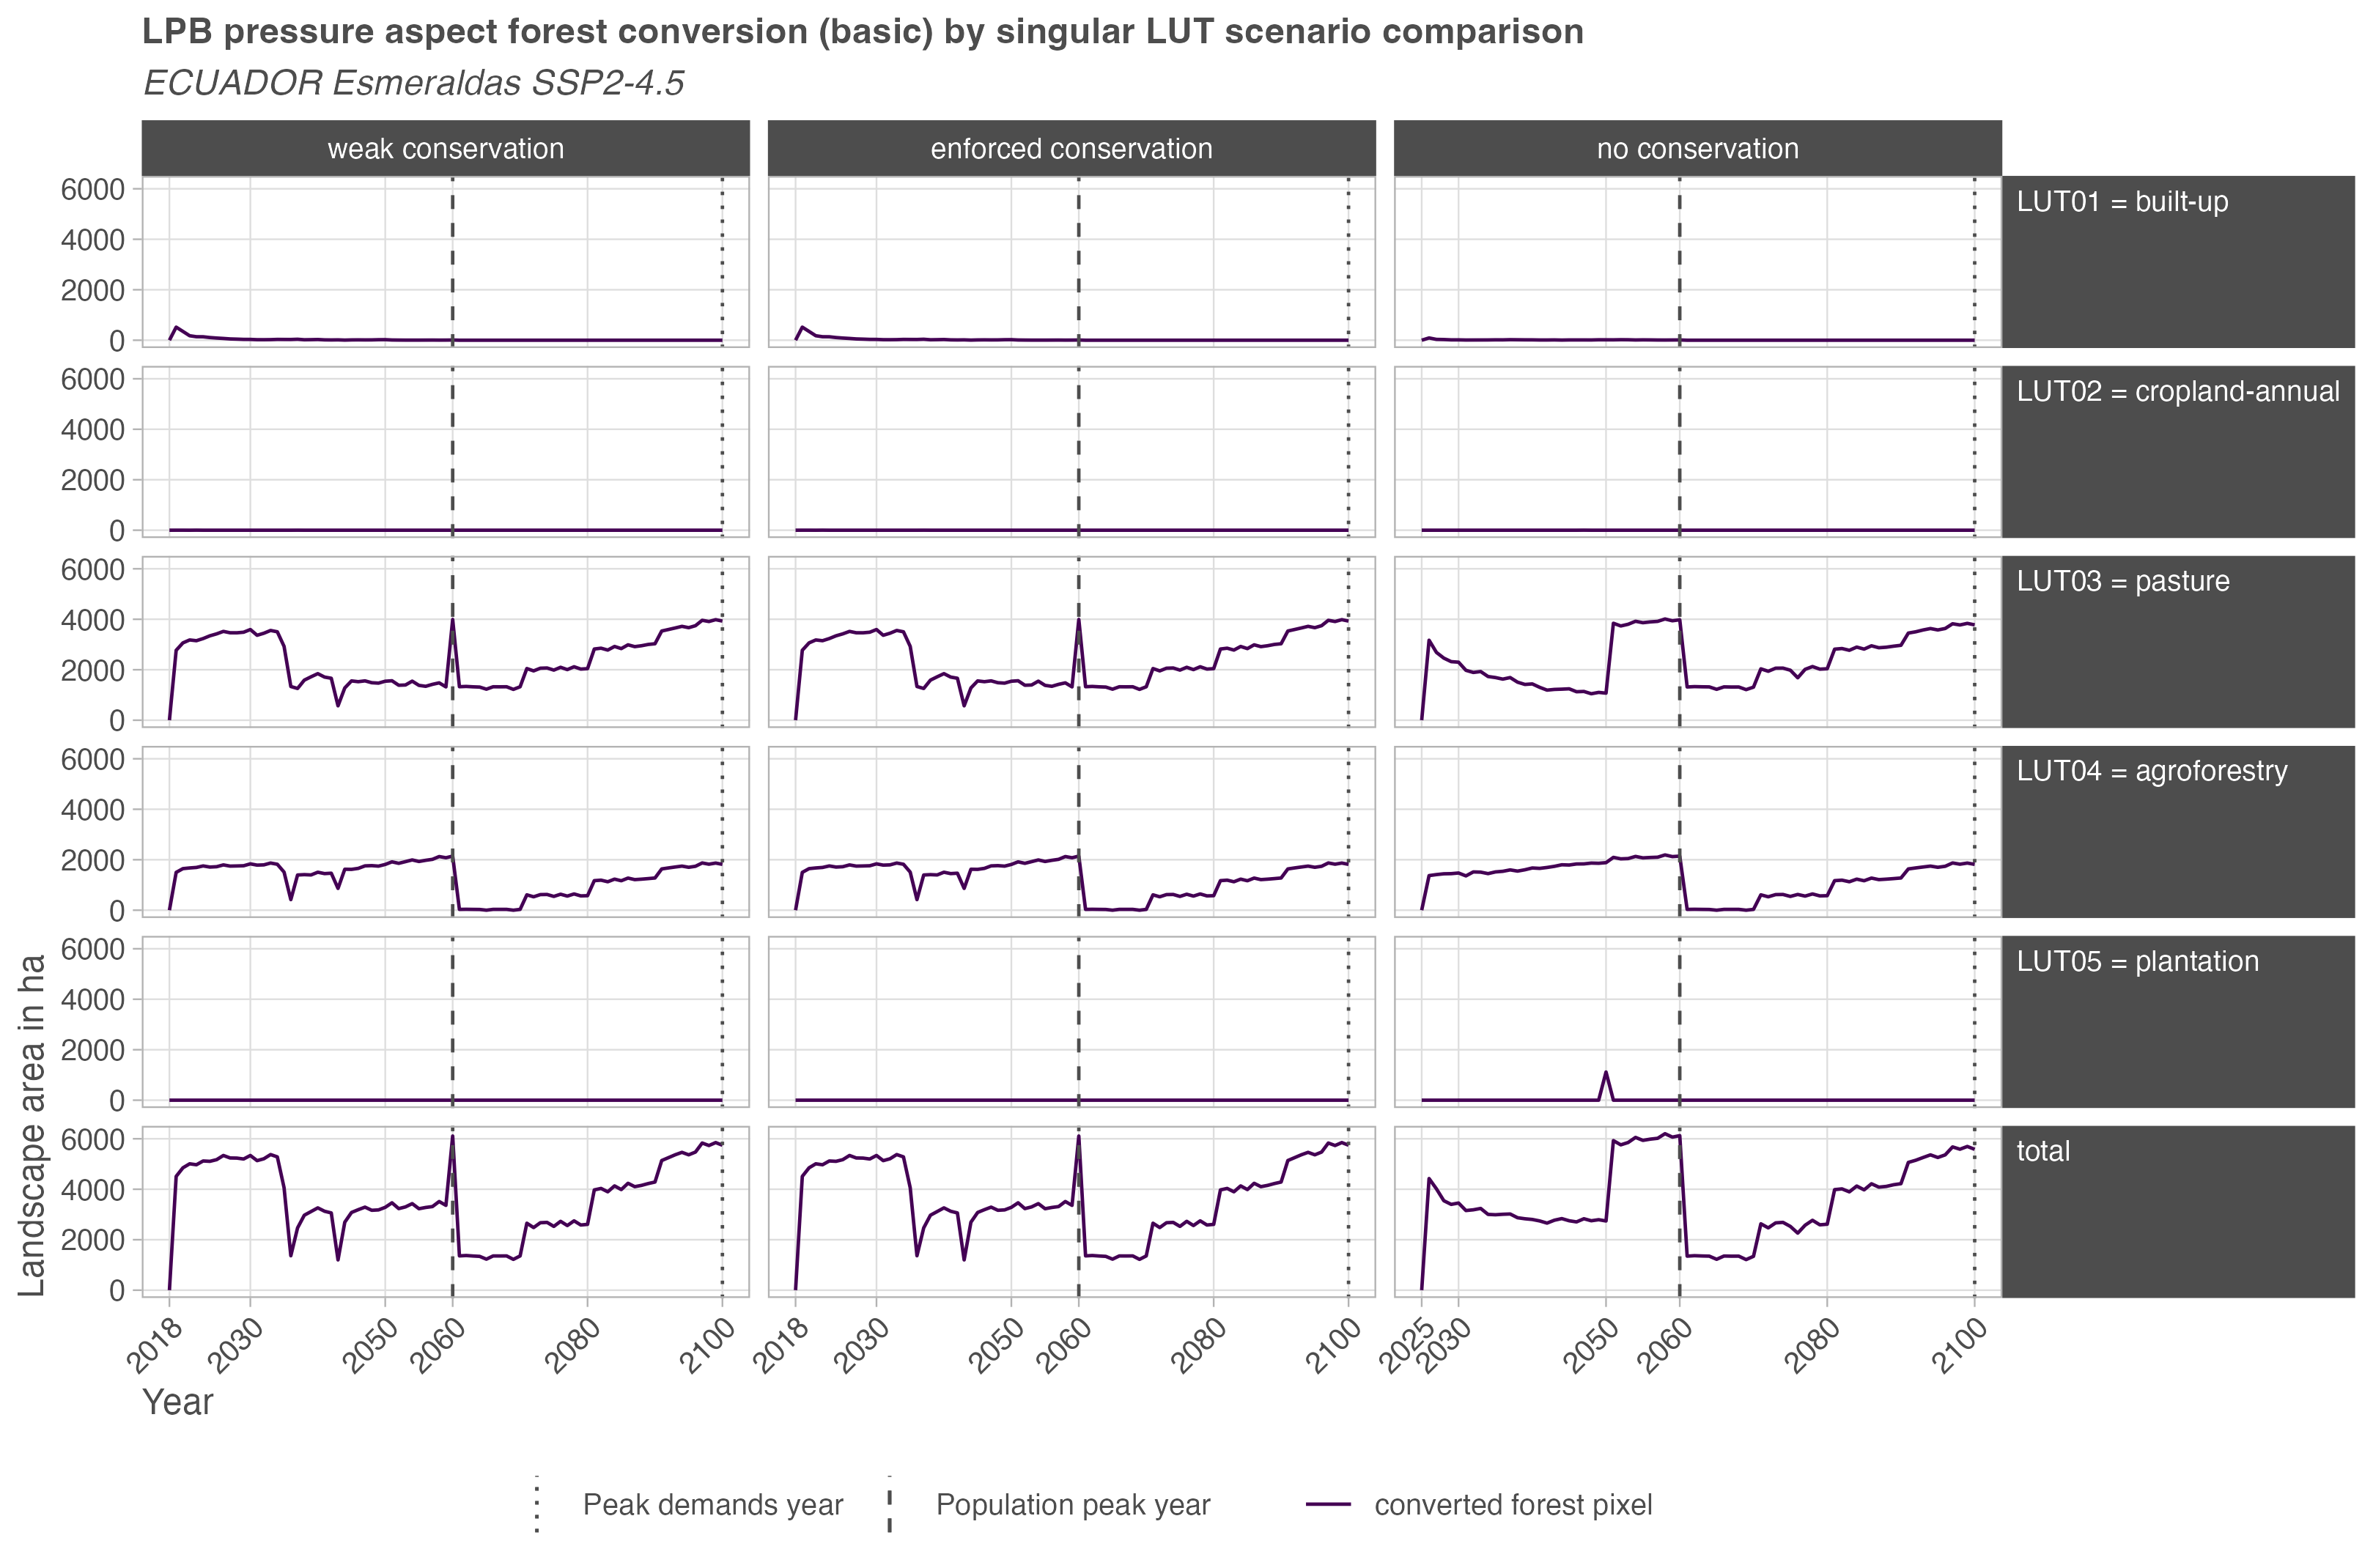 LPB pressure aspect forest conversion (basic) by singular LUT scenario comparison
ECUADOR Esmeraldas SSP2-4.5
weak conservation
enforced conservation
no conservation
6000
4000
2000
0
LUT01 = built-up
6000
4000
2000
0
LUT02 = cropland-annual
6000
4000
2000
0
LUT03 = pasture
6000
4000
2000
0
LUT04 = agroforestry
6000
4000
2000
0
LUT05 = plantation
6000
4000
2000
0
total
Landscape area in ha
2018 2030 2050 2060 2080 2100
2018 2030 2050 2060 2080 2100
2025 2030 2050 2060 2080 2100
Year
Peak demands year
Population peak year
converted forest pixel